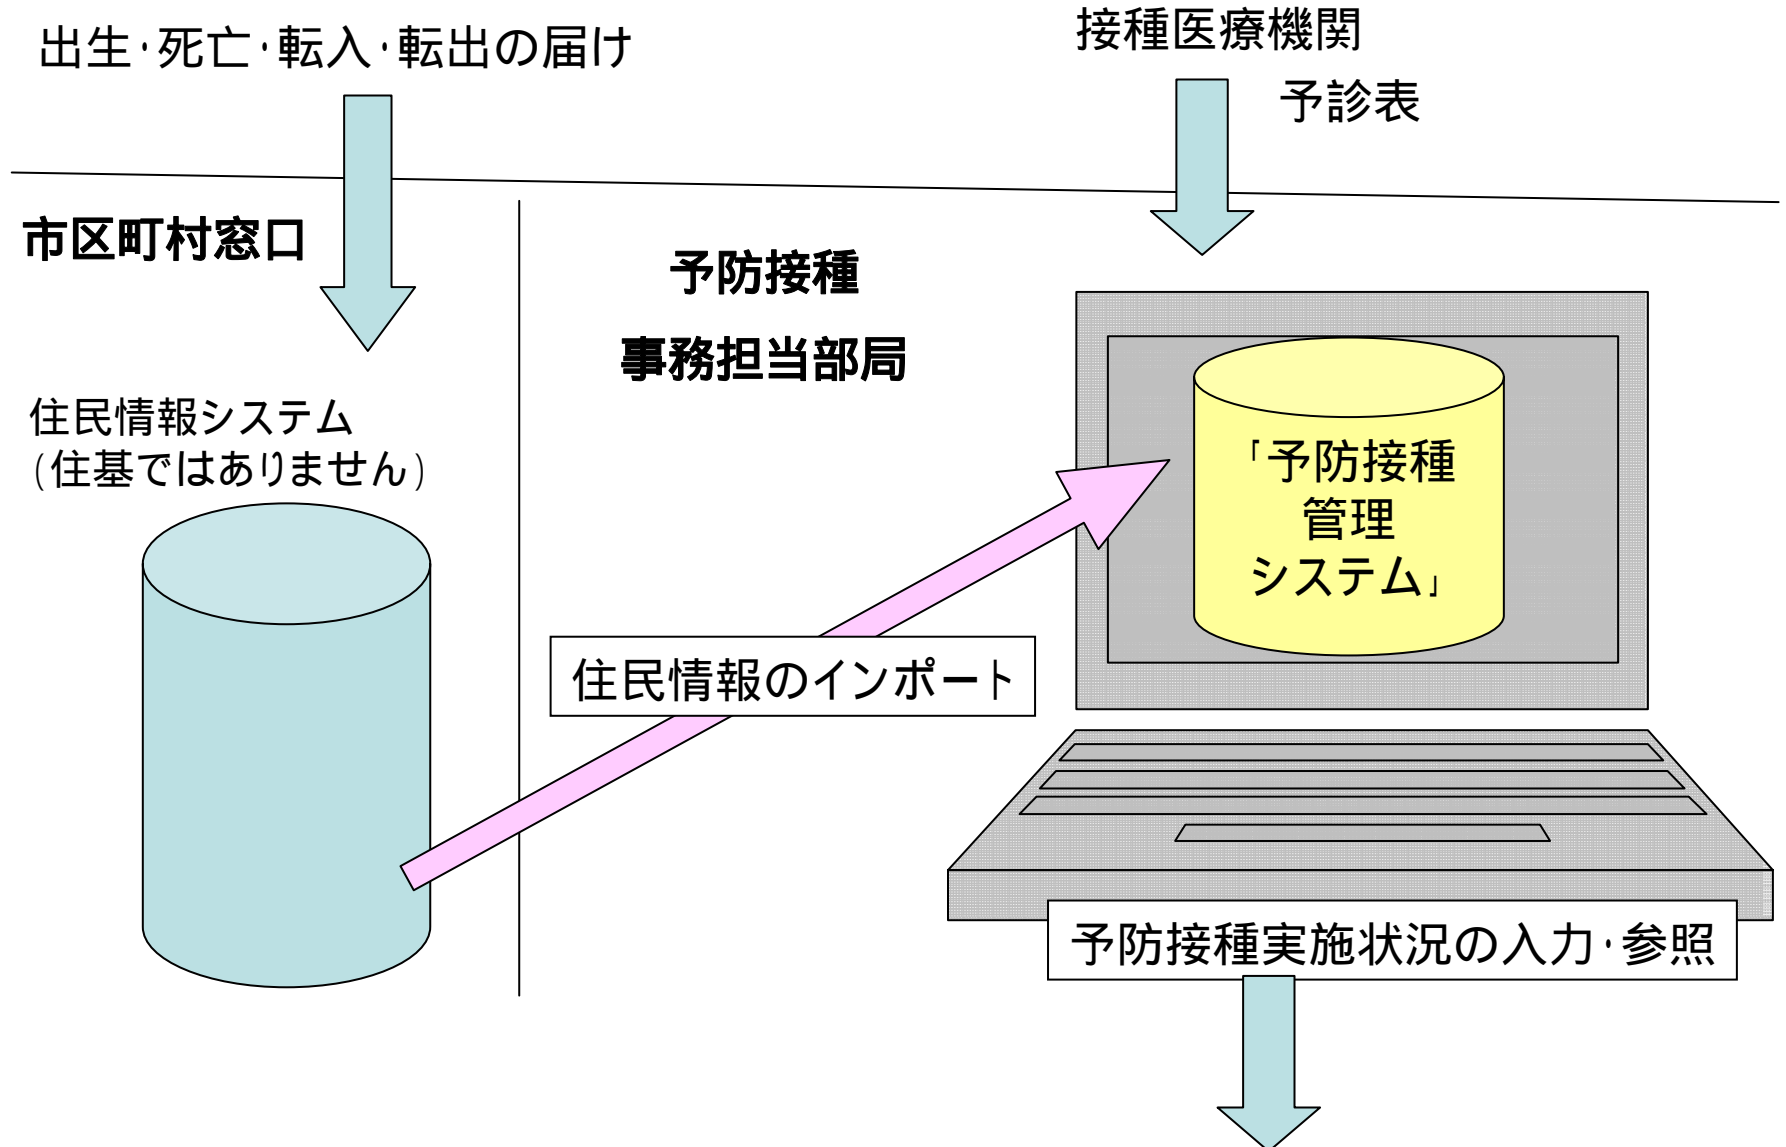 出生・死亡・転入・転出の届け
接種医療機関
予診表
市区町村窓口
予防接種
事務担当部局
住民情報システム
(住基ではありません)
「予防接種
管理
システム」
住民情報のインポート
予防接種実施状況の入力・参照